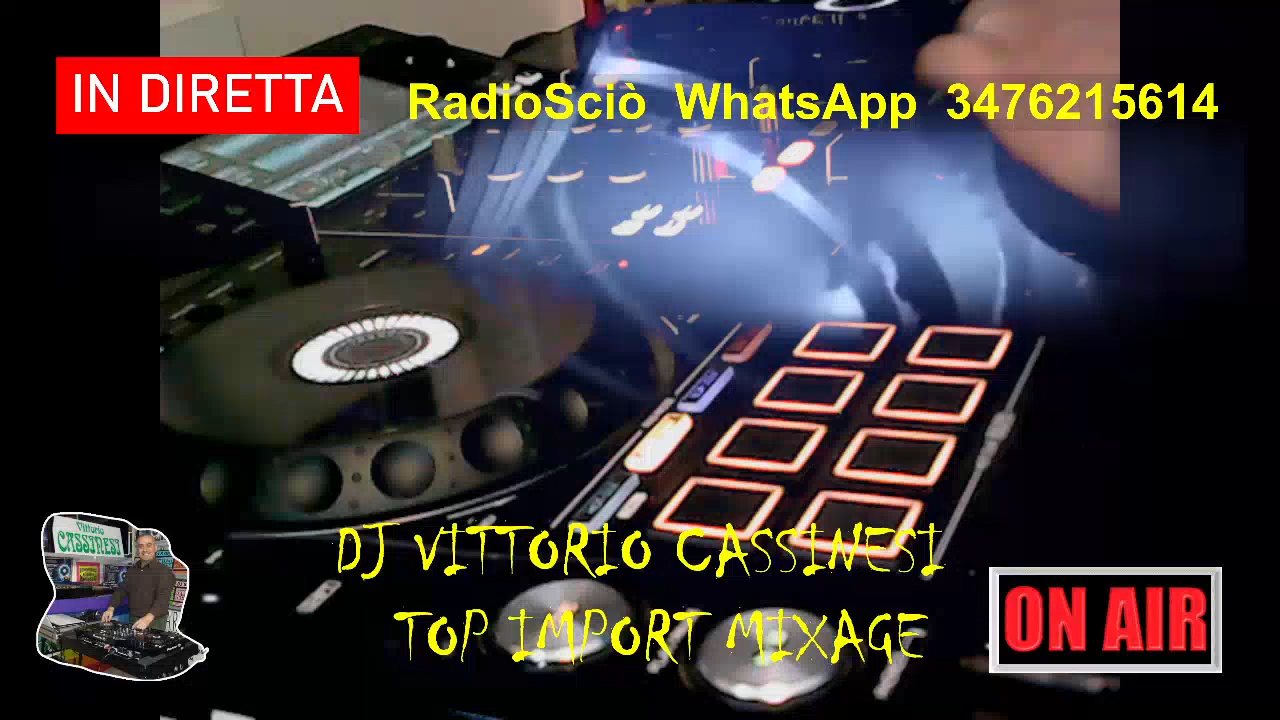 IN DIRETTA
RadioSciò WhatsApp 3476215614
Vittorio
CASSINESI
DJ VITTORIO CASSINESI
TOP IMPORT MIXAGE
ON AIR